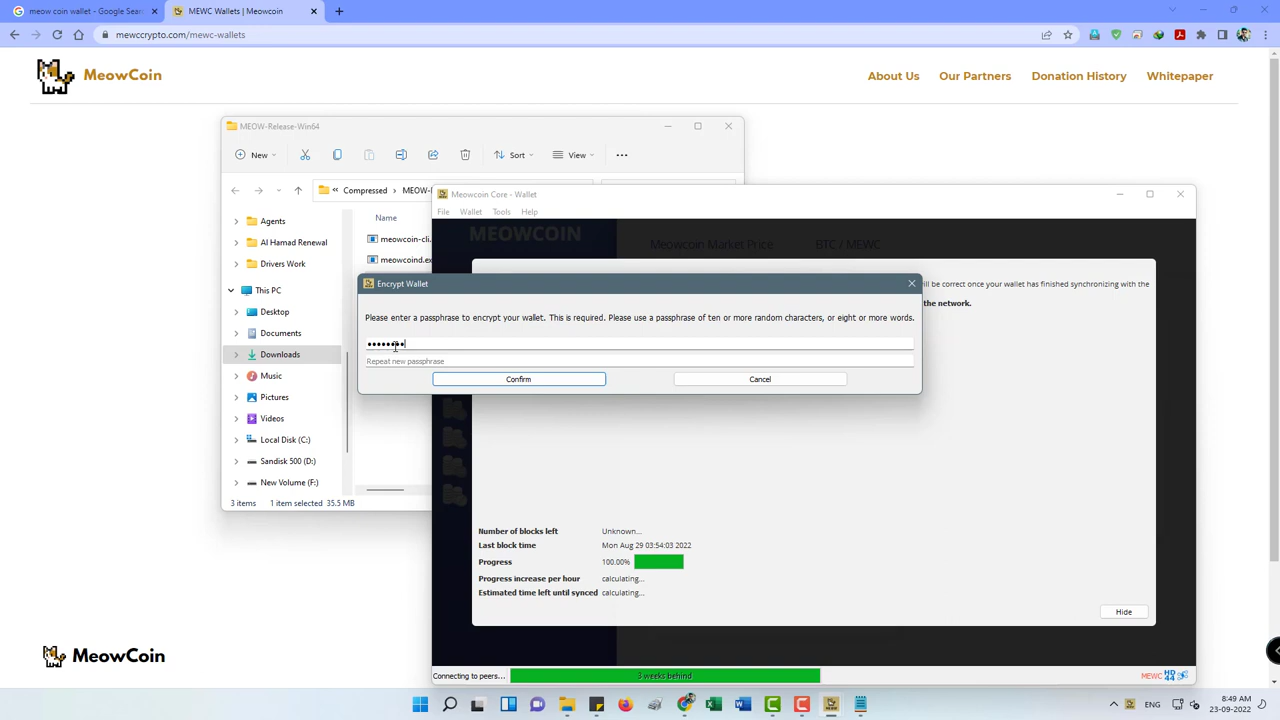 meow coin wallet - Google Sear
MEWC Wallets | Meowcoin
mewccrypto.com/mewc-wallets
MeowCoin
About Us
Our Partners
Donation History
Whitepaper
MEOW-Release-Win64
New
Sort
View
Compressed
MEOW-
Name
Agents
Al Hamad Renewal
Drivers Work
This PC
Desktop
Documents
Downloads
Music
Pictures
Videos
Local Disk (C:)
Sandisk 500 (D:)
New Volume (F:)
meowcoin-cli.
meowcoind.ex
3 items
1 item selected 35.5 MB
Meowcoin Core - Wallet
File
Wallet
Tools
Help
MEOWCOIN
Meowcoin Market Price
BTC / MEWC
ill be correct once your wallet has finished synchronizing with the
the network.
Encrypt Wallet
Please enter a passphrase to encrypt your wallet. This is required. Please use a passphrase of ten or more random characters, or eight or more words.
Repeat new passphrase
Confirm
Cancel
Number of blocks left
Unknown...
Last block time
Mon Aug 29 03:54:03 2022
Progress
100.00%
Progress increase per hour
calculating...
Estimated time left until synced
calculating...
Hide
Connecting to peers...
3 weeks behind
MEWC
HD
44
MeowCoin
ENG
8:49 AM
23-09-2022